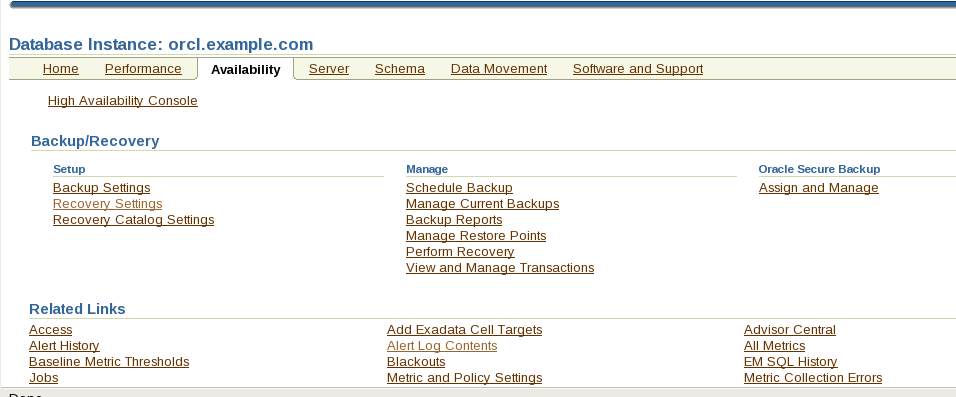 Database Instance: orcl.example.com
Home Performance Availability Server Schema Data Movement Software and Support
High Availability Console
Backup/Recovery
Setup Manage Oracle Secure Backup
Backup Settings Schedule Backup Assign and Manage
Recovery Settings Manage Current Backups
Recovery Catalog Settings Backup Reports
Manage Restore Points
Perform Recovery
View and Manage Transactions
Related Links
Access Add Exadata Cell Targets Advisor Central
Alert History Alert Log Contents All Metrics
Baseline Metric Thresholds Blackouts EM SQL History
Jobs Metric and Policy Settings Metric Collection Errors